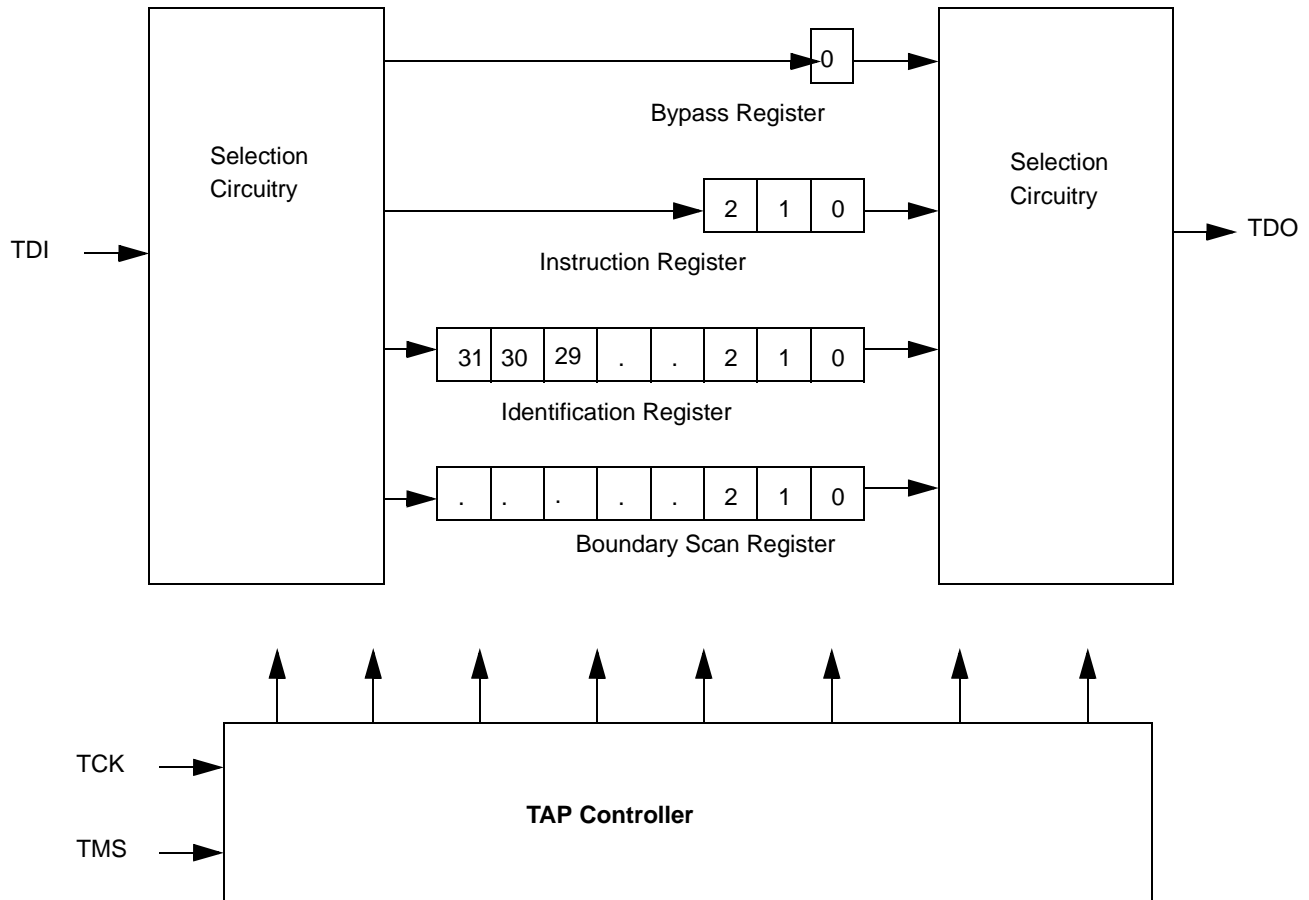 0
Bypass Register
Selection
Circuitry
Selection
Circuitry
2 1 0
TDI
TDO
Instruction Register
31 30 29 . . 2 1 0
Identification Register
. . . . . 2 1 0
Boundary Scan Register
TCK
TAP Controller
TMS